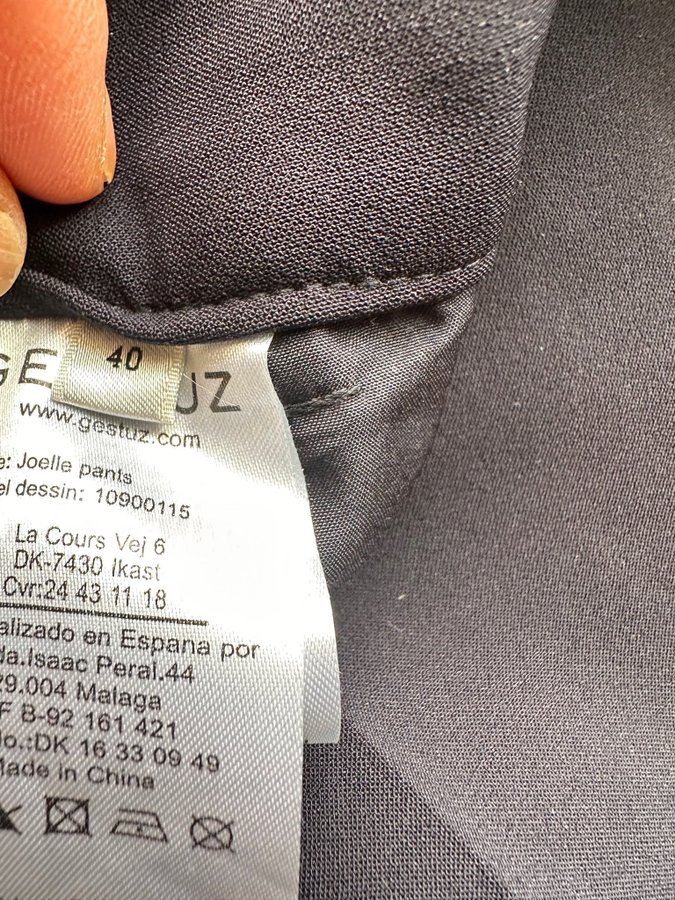 40
GE UZ
www.gestuz.com
e: Joelle pants
el dessin: 10900115
La Cours Vej 6
DK-7430 Ikast
Cvr:24 43 11 18
alizado en Espana por
da.Isaac Peral.44
29.004 Malaga
F B-92 161 421
No.:DK 16 33 09 49
Made in China